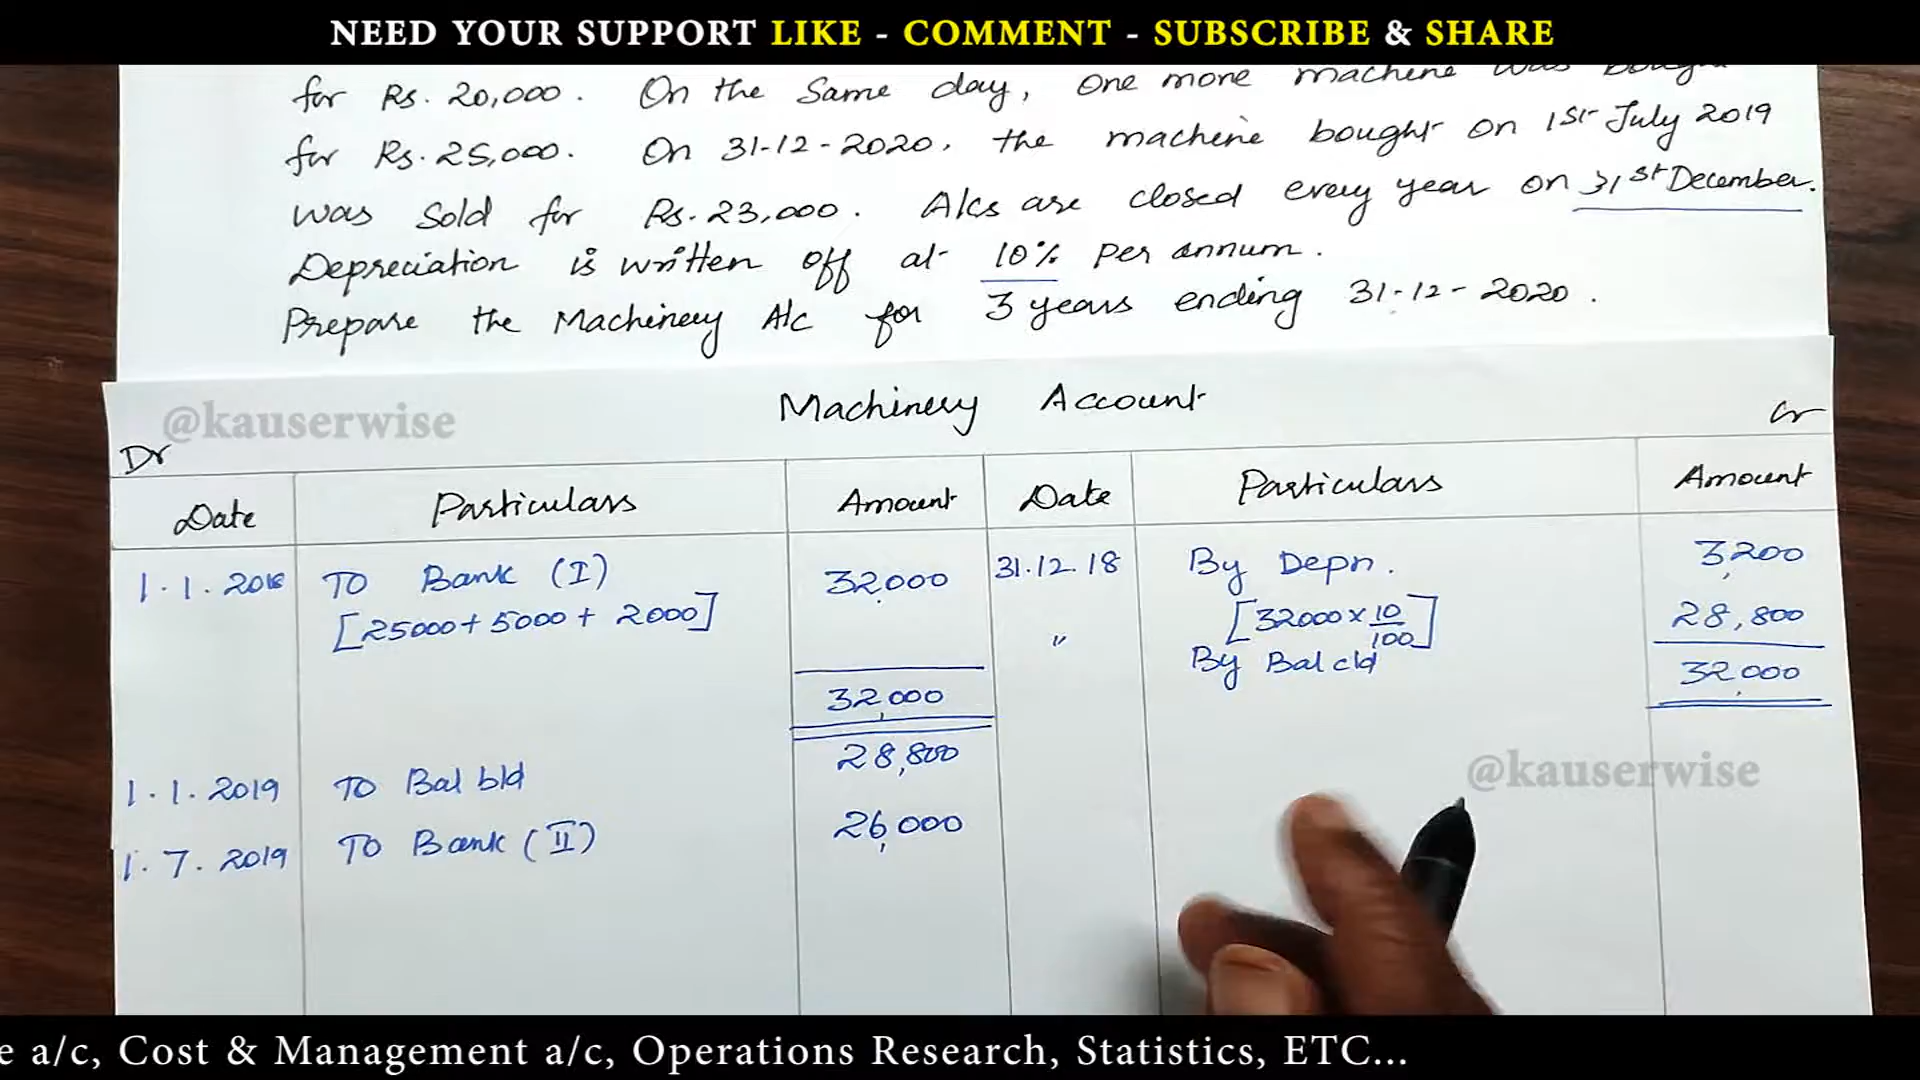 NEED YOUR SUPPORT LIKE - COMMENT - SUBSCRIBE & SHARE
for Rs. 20,000. On the same day, one more machine was bought
for Rs. 25,000. On 31-12-2020, the machine bought on 1st July 2019
was sold for Rs. 23,000. A/cs are closed every year on 31st December.
Depreciation is written off at 10% per annum.
Prepare the Machinery A/c for 3 years ending 31-12-2020.
@kauserwise
Machinery Account
Dr Cr
Date Particulars Amount Date Particulars Amount
1.1.2018 TO Bank (I) 32,000 31.12.18 By Depn. 3,200
[25000+5000+2000] [32000×10/100]
" By Bal c/d 28,800
32,000 32,000
1.1.2019 TO Bal b/d 28,800
@kauserwise
1.7.2019 TO Bank (II) 26,000
e a/c, Cost & Management a/c, Operations Research, Statistics, ETC...